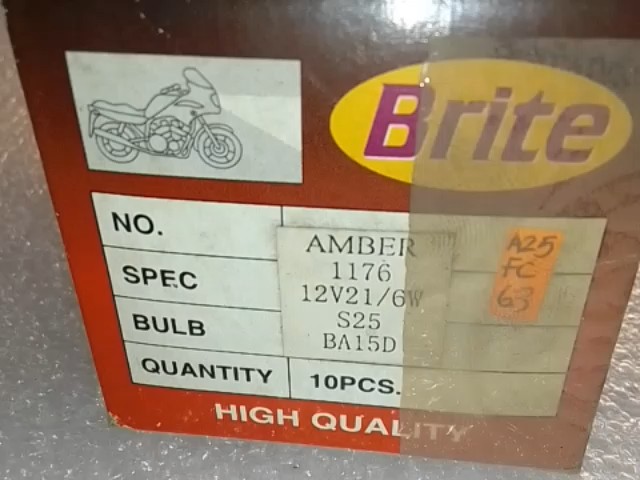 Brite
NO.
AMBER
1176
SPEC
12V21/6W
BULB
S25
BA15D
A25
FC
63
QUANTITY
10PCS.
HIGH QUALITY